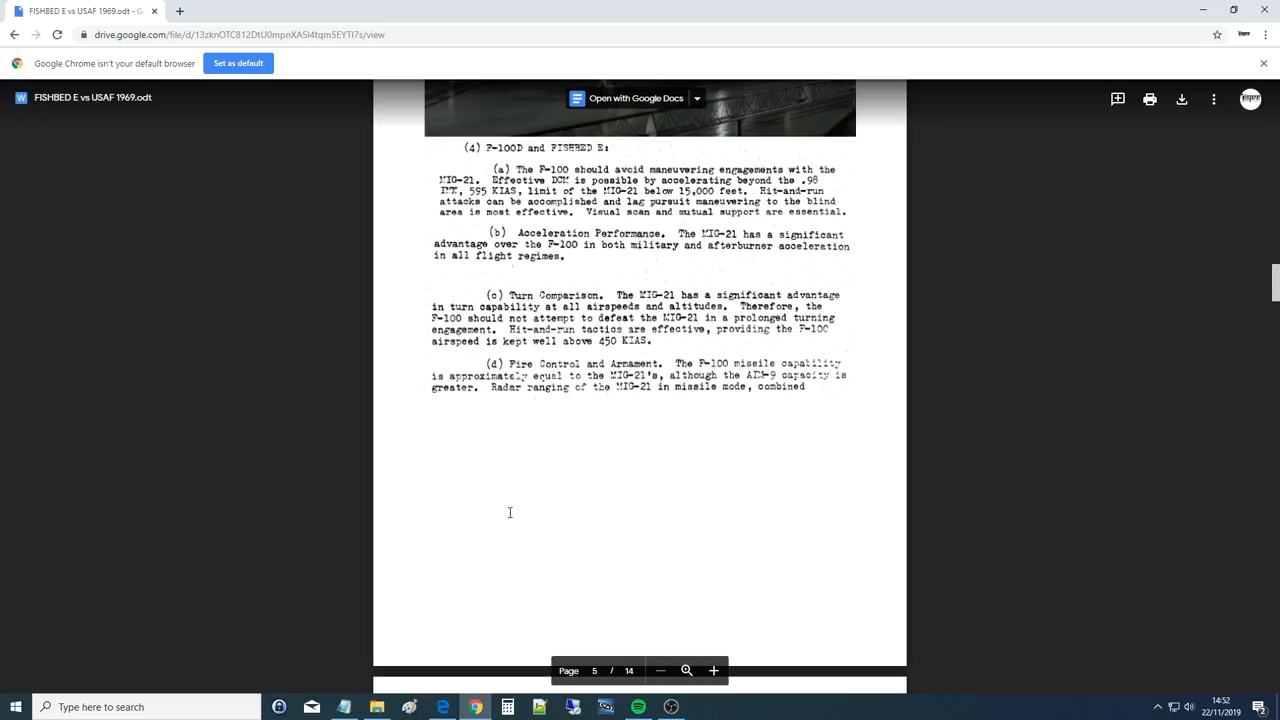 FISHBED E vs USAF 1969.odt - G
drive.google.com/file/d/13zknOTC812DtU0mpnXA5l4tqm5EYTI7s/view
Google Chrome isn't your default browser
Set as default
FISHBED E vs USAF 1969.odt
Open with Google Docs
(4) F-100D and FISHBED E:
(a) The F-100 should avoid maneuvering engagements with the
MIG-21. Effective DCM is possible by accelerating beyond the .98
IMN, 595 KIAS, limit of the MIG-21 below 15,000 feet. Hit-and-run
attacks can be accomplished and lag pursuit maneuvering to the blind
area is most effective. Visual scan and mutual support are essential.
(b) Acceleration Performance. The MIG-21 has a significant
advantage over the F-100 in both military and afterburner acceleration
in all flight regimes.
(c) Turn Comparison. The MIG-21 has a significant advantage
in turn capability at all airspeeds and altitudes. Therefore, the
F-100 should not attempt to defeat the MIG-21 in a prolonged turning
engagement. Hit-and-run tactics are effective, providing the F-100
airspeed is kept well above 450 KIAS.
(d) Fire Control and Armament. The F-100 missile capability
is approximately equal to the MIG-21's, although the AIM-9 capacity is
greater. Radar ranging of the MIG-21 in missile mode, combined
Page 5 / 14
Type here to search
14:52
22/11/2019
2